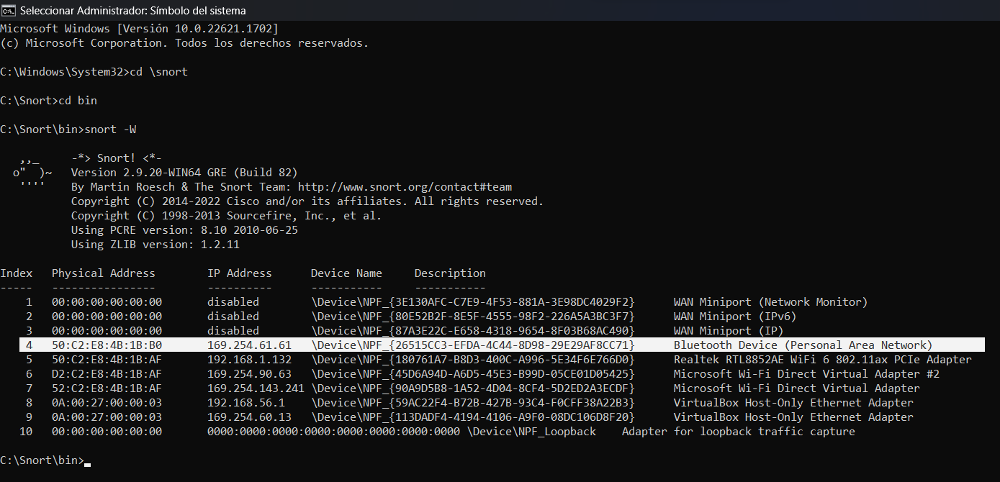 Seleccionar Administrador: Símbolo del sistema
Microsoft Windows [Versión 10.0.22621.1702]
(c) Microsoft Corporation. Todos los derechos reservados.
C:\Windows\System32>cd \snort
C:\Snort>cd bin
C:\Snort\bin>snort -W
   ,,_     -*> Snort! <*-
  o"  )~   Version 2.9.20-WIN64 GRE (Build 82)
   ''''    By Martin Roesch & The Snort Team: http://www.snort.org/contact#team
           Copyright (C) 2014-2022 Cisco and/or its affiliates. All rights reserved.
           Copyright (C) 1998-2013 Sourcefire, Inc., et al.
           Using PCRE version: 8.10 2010-06-25
           Using ZLIB version: 1.2.11
Index   Physical Address        IP Address      Device Name     Description
-----   ----------------        ----------      -----------     -----------
    1   00:00:00:00:00:00       disabled        \Device\NPF_{3E130AFC-C7E9-4F53-881A-3E98DC4029F2}      WAN Miniport (Network Monitor)
    2   00:00:00:00:00:00       disabled        \Device\NPF_{80E52B2F-8E5F-4555-98F2-226A5A3BC3F7}      WAN Miniport (IPv6)
    3   00:00:00:00:00:00       disabled        \Device\NPF_{87A3E22C-E658-4318-9654-8F03B68AC490}      WAN Miniport (IP)
    4   50:C2:E8:4B:1B:B0       169.254.61.61   \Device\NPF_{26515CC3-EFDA-4C44-8D98-29E29AF8CC71}      Bluetooth Device (Personal Area Network)
    5   50:C2:E8:4B:1B:AF       192.168.1.132   \Device\NPF_{180761A7-B8D3-400C-A996-5E34F6E766D0}      Realtek RTL8852AE WiFi 6 802.11ax PCIe Adapter
    6   D2:C2:E8:4B:1B:AF       169.254.90.63   \Device\NPF_{45D6A94D-A6D5-45E3-B99D-05CE01D05425}      Microsoft Wi-Fi Direct Virtual Adapter #2
    7   52:C2:E8:4B:1B:AF       169.254.143.241 \Device\NPF_{90A9D5B8-1A52-4D04-8CF4-5D2ED2A3ECDF}      Microsoft Wi-Fi Direct Virtual Adapter
    8   0A:00:27:00:00:03       192.168.56.1    \Device\NPF_{59AC22F4-B72B-427B-93C4-F0CFF38A22B3}      VirtualBox Host-Only Ethernet Adapter
    9   0A:00:27:00:00:03       169.254.60.13   \Device\NPF_{113DADF4-4194-4106-A9F0-08DC106D8F20}      VirtualBox Host-Only Ethernet Adapter
   10   00:00:00:00:00:00       0000:0000:0000:0000:0000:0000:0000:0000 \Device\NPF_Loopback    Adapter for loopback traffic capture
C:\Snort\bin>